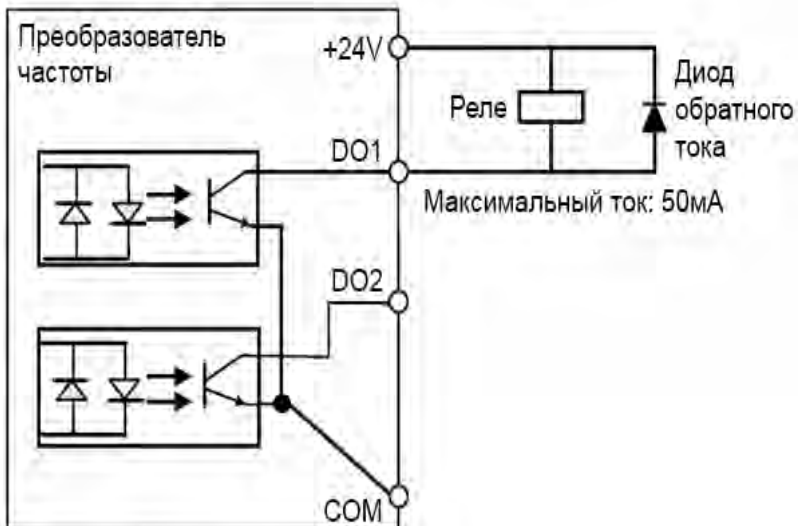 Преобразователь
частоты
+24V
Реле
Диод
обратного
тока
DO1
Максимальный ток: 50мА
DO2
COM